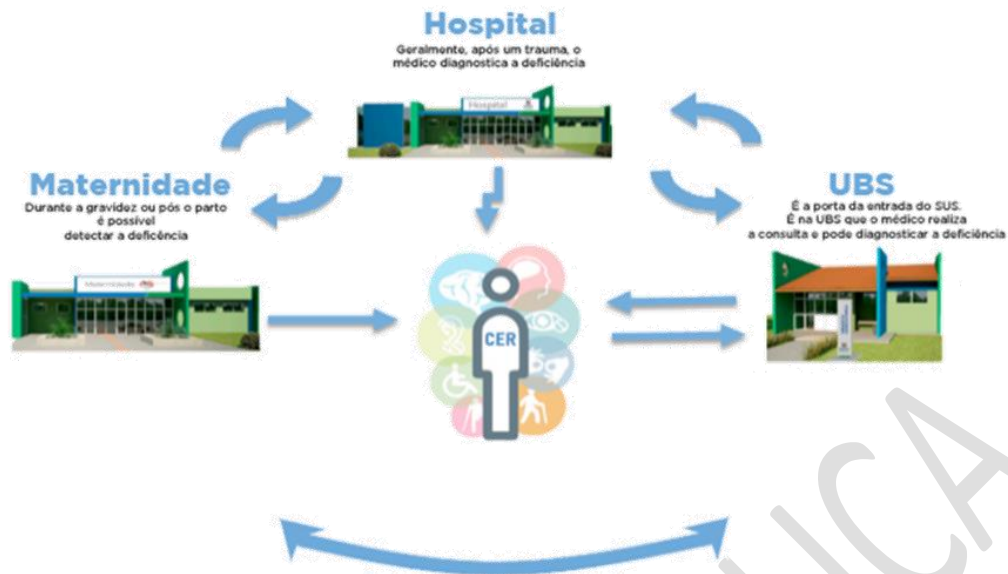 Hospital
Geralmente, após um trauma, o
médico diagnostica a deficiência
Hospital
Maternidade
Durante a gravidez ou pós o parto
é possível
detectar a deficência
Maternidade
UBS
É a porta da entrada do SUS.
É na UBS que o médico realiza
a consulta e pode diagnosticar a deficiência
CER